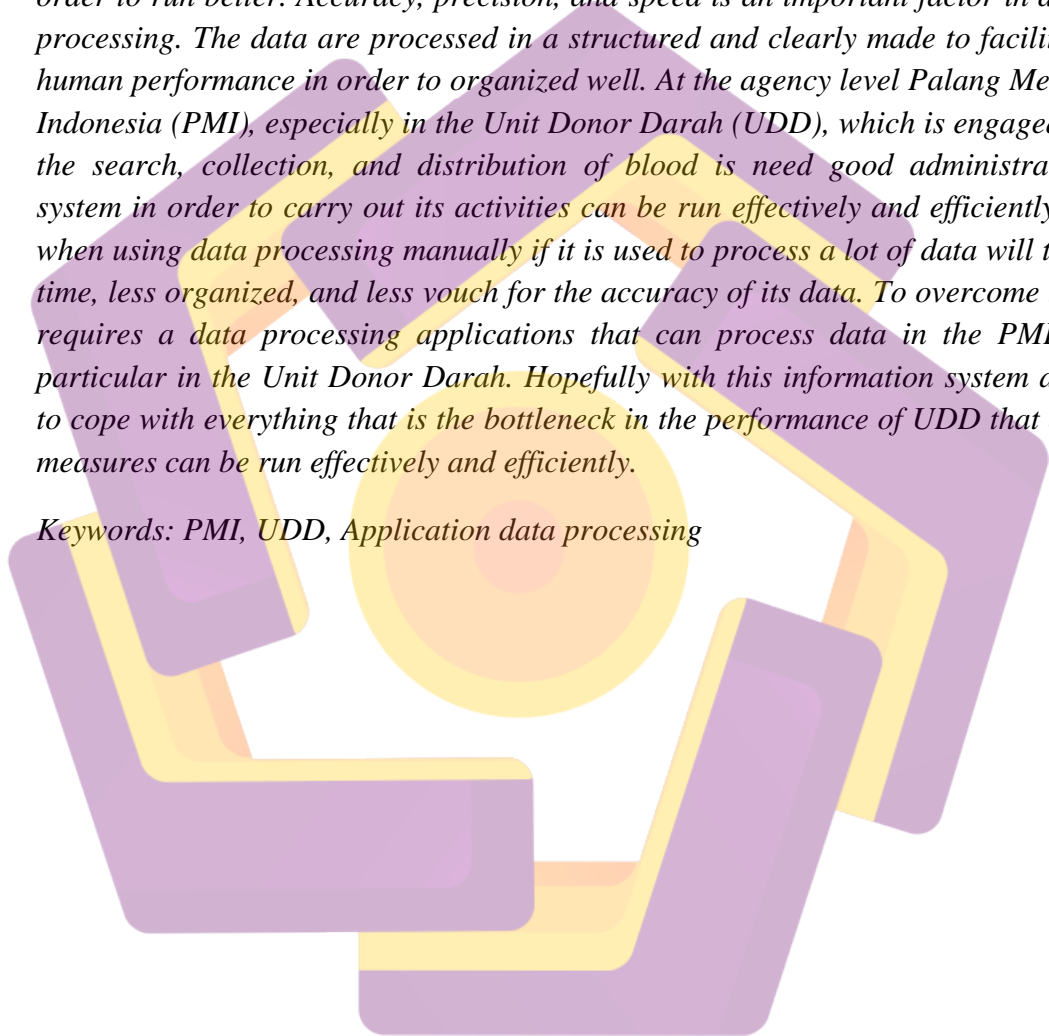 order to run better. Accuracy, precision, and speed is an important factor in
processing. The data are processed in a structured and clearly made to
human performance in order to organized well. At the agency level Palang
Indonesia (PMI), especially in the Unit Donor Darah (UDD), which is engaged
the search, collection, and distribution of blood is need good
system in order to carry out its activities can be run effectively and efficiently
when using data processing manually if it is used to process a lot of data will
time, less organized, and less vouch for the accuracy of its data. To overcome
requires a data processing applications that can process data in the PMI
particular in the Unit Donor Darah. Hopefully with this information system
to cope with everything that is the bottleneck in the performance of UDD that
measures can be run effectively and efficiently.
Keywords: PMI, UDD, Application data processing